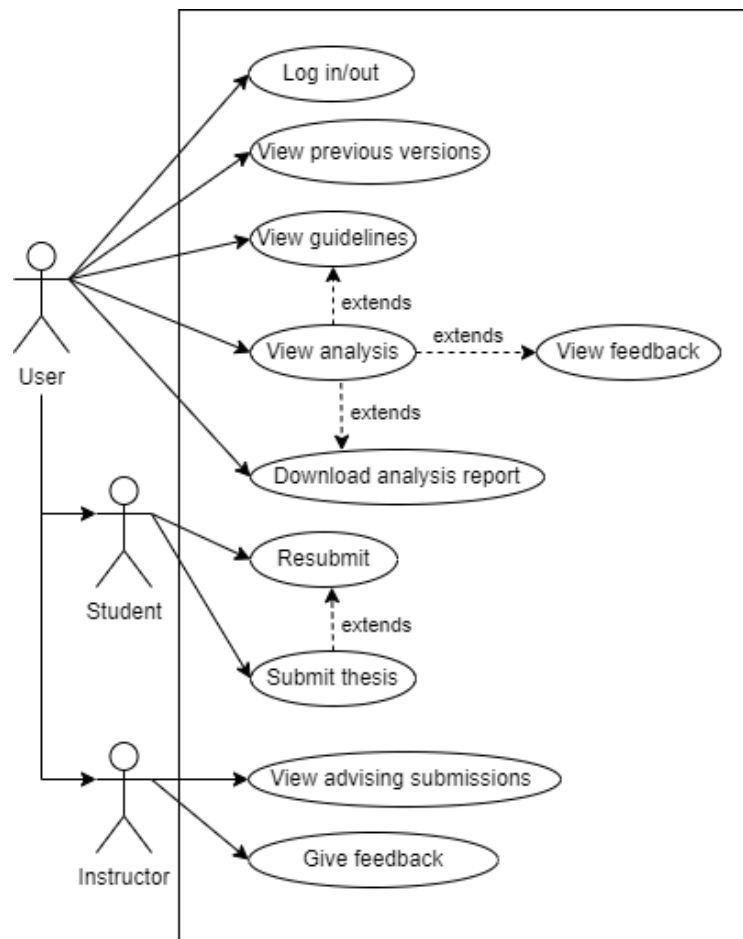 Log in/out
View previous versions
View guidelines
extends
View analysis
extends
View feedback
User
extends
Download analysis report
Resubmit
Student
extends
Submit thesis
View advising submissions
Give feedback
Instructor